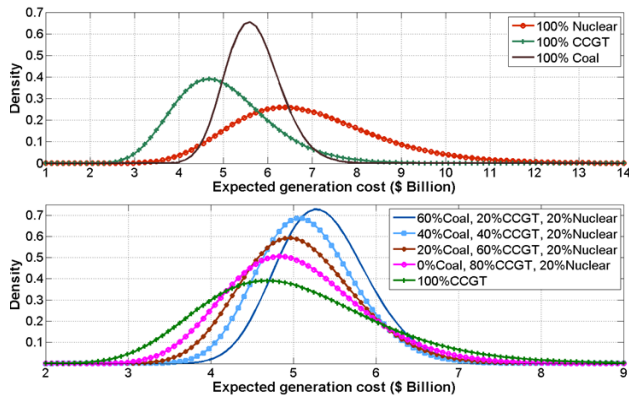 0.7
0.6
0.5
0.4
0.3
0.2
0.1
0
Density
100% Nuclear
100% CCGT
100% Coal
1 2 3 4 5 6 7 8 9 10 11 12 13 14
Expected generation cost ($ Billion)
0.7
0.6
0.5
0.4
0.3
0.2
0.1
Density
60%Coal, 20%CCGT, 20%Nuclear
40%Coal, 40%CCGT, 20%Nuclear
20%Coal, 60%CCGT, 20%Nuclear
0%Coal, 80%CCGT, 20%Nuclear
100%CCGT
2 3 4 5 6 7 8 9
Expected generation cost ($ Billion)